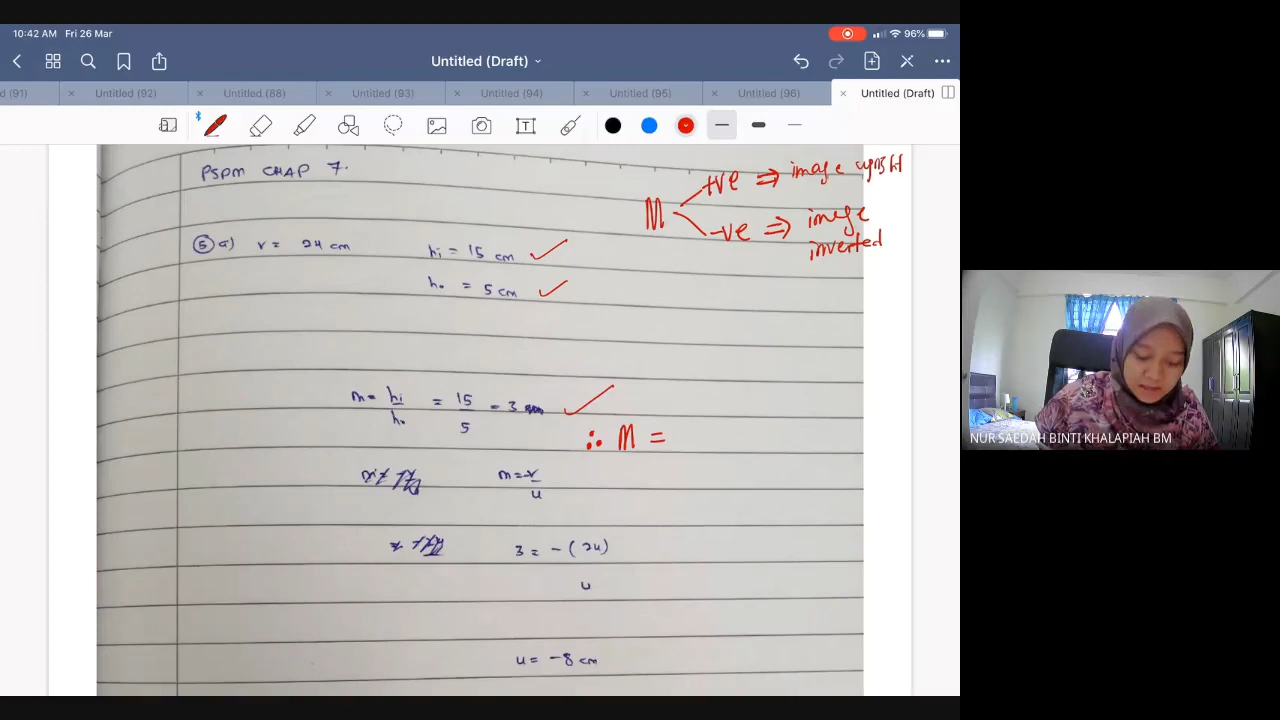 10:42 AM Fri 26 Mar
96%
Untitled (Draft)
d (91)
Untitled (92)
Untitled (88)
Untitled (93)
Untitled (94)
Untitled (95)
Untitled (96)
Untitled (Draft)
PSPM CHAP 7.
M +ve ⇒ image upright
-ve ⇒ image
inverted
⑤ a) v = 24 cm hi = 15 cm ✓
ho = 5 cm ✓
m = hi/ho = 15/5 = 3 ✓
∴ M =
m = -v/u
3 = -(24)/u
u = -8 cm
NUR SAEDAH BINTI KHALAPIAH BM